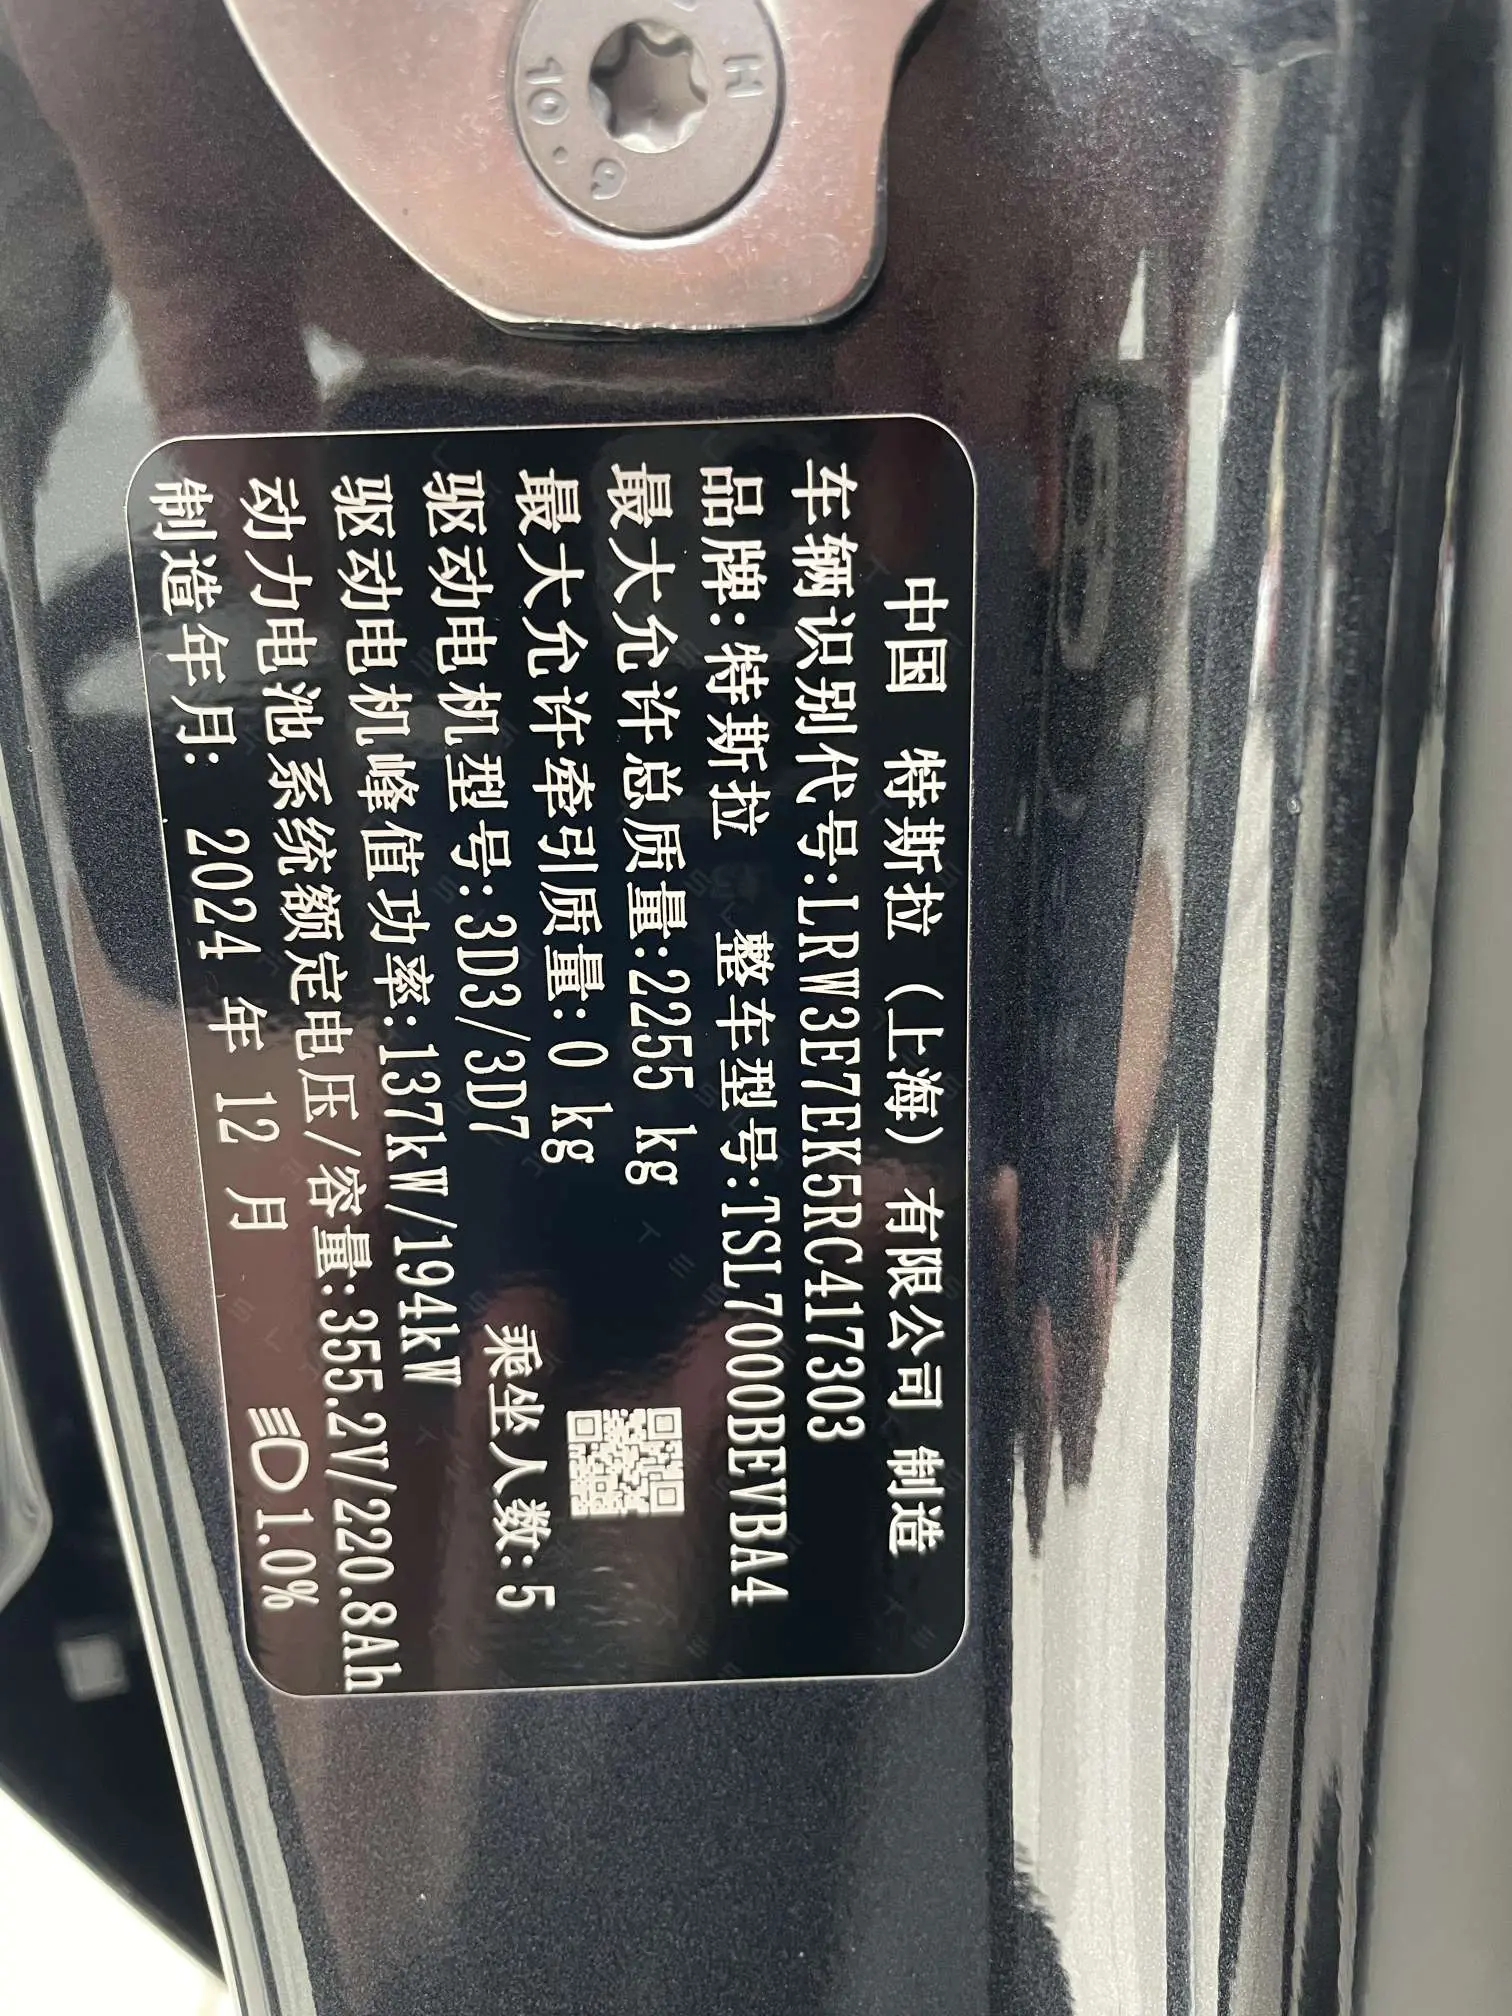 中国 特斯拉（上海）有限公司 制造
车辆识别代号:LRW3E7EK5RC417303
品牌:特斯拉 整车型号:TSL7000BEVBA4
最大允许总质量:2255 kg
最大允许牵引质量:0 kg
驱动电机型号:3D3/3D7 乘坐人数:5
驱动电机峰值功率:137kW/194kW
动力电池系统额定电压/容量:355.2V/220.8Ah
制造年月: 2024 年 12 月 1.0%
10.9